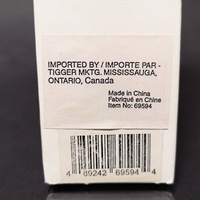 IMPORTED BY / IMPORTE PAR -
TIGGER MKTG. MISSISSAUGA,
ONTARIO, Canada
Made in China
Fabriqué en Chine
Item No: 69594
4 89242 69594 4